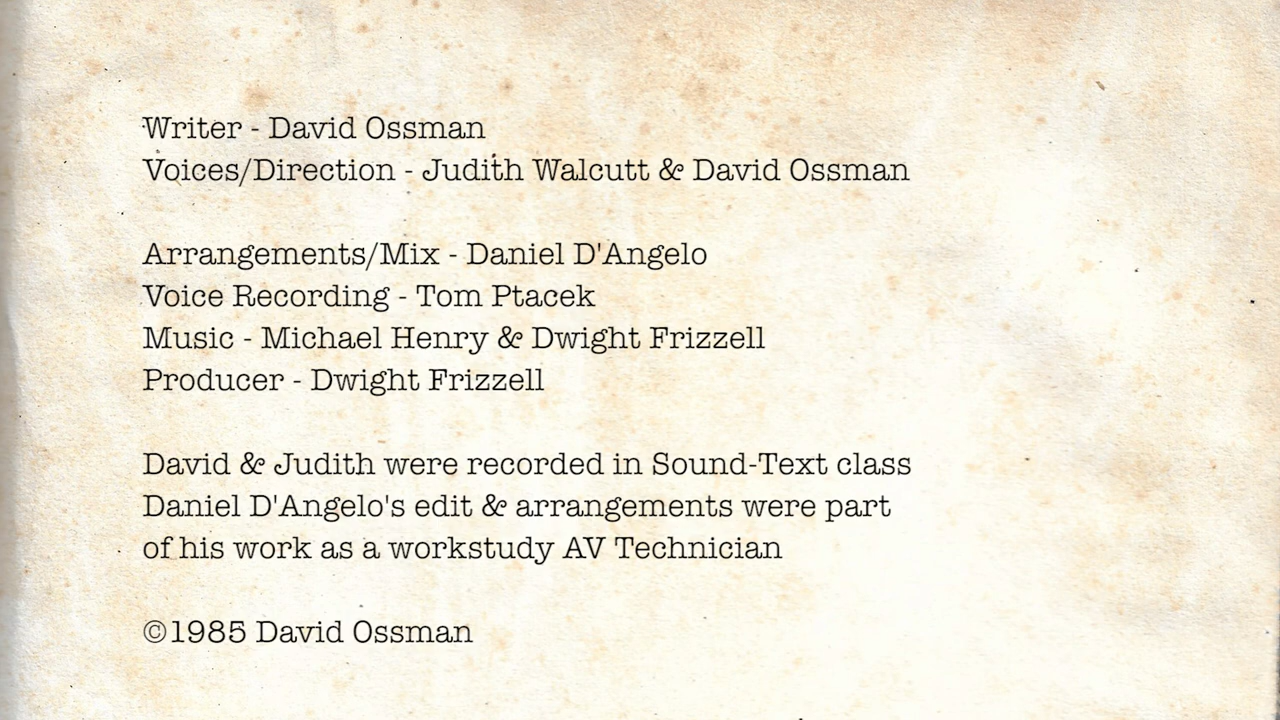 Writer - David Ossman
Voices/Direction - Judith Walcutt & David Ossman
Arrangements/Mix - Daniel D'Angelo
Voice Recording - Tom Ptacek
Music - Michael Henry & Dwight Frizzell
Producer - Dwight Frizzell
David & Judith were recorded in Sound-Text class
Daniel D'Angelo's edit & arrangements were part
of his work as a workstudy AV Technician
©1985 David Ossman